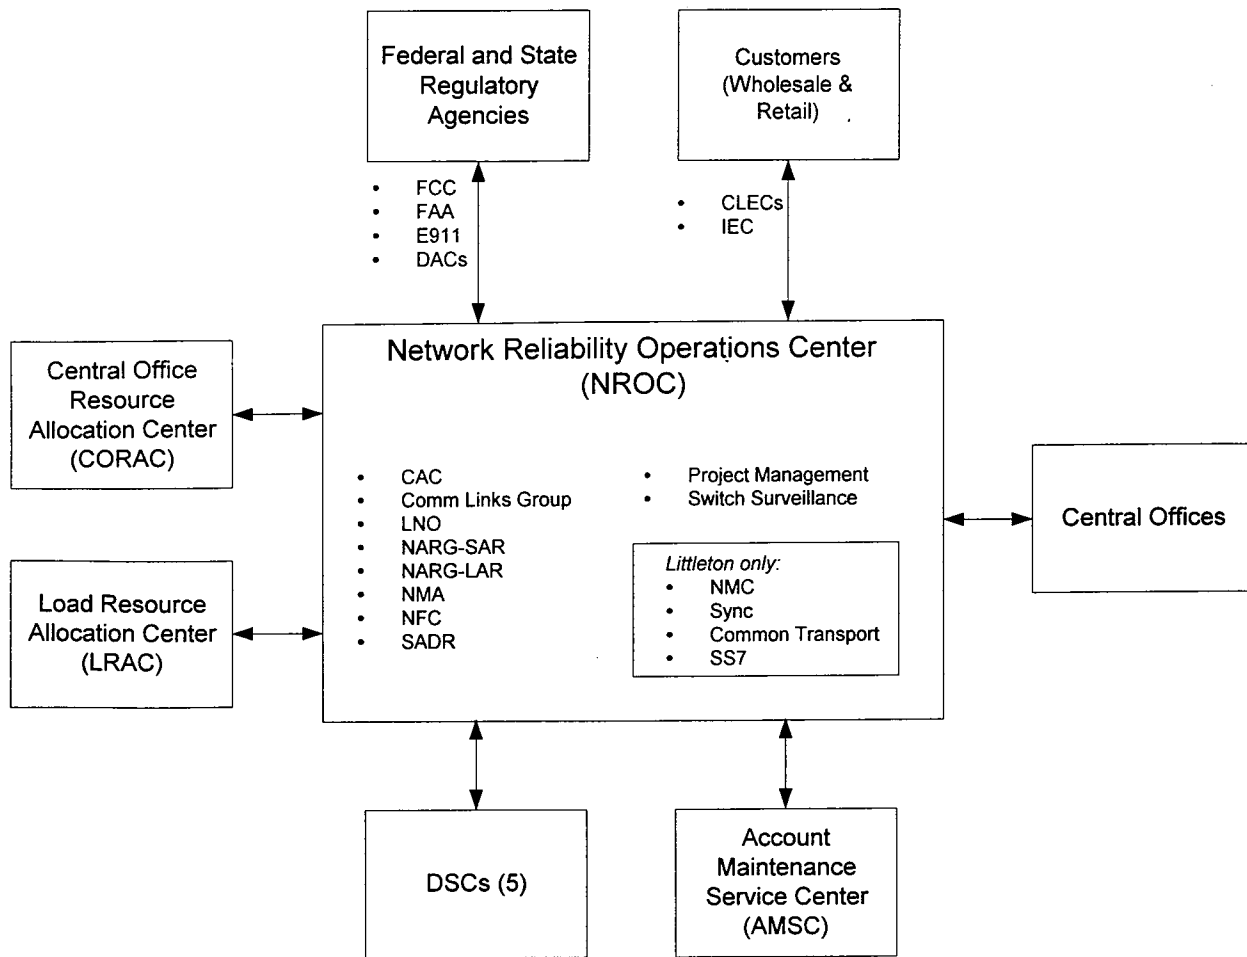 Federal and State
Regulatory
Agencies
Customers
(Wholesale &
Retail)
• FCC
• FAA
• E911
• DACs
• CLECs
• IEC
Network Reliability Operations Center
(NROC)
Central Office
Resource
Allocation Center
(CORAC)
Load Resource
Allocation Center
(LRAC)
• CAC
• Comm Links Group
• LNO
• NARG-SAR
• NARG-LAR
• NMA
• NFC
• SADR
• Project Management
• Switch Surveillance
Littleton only:
• NMC
• Sync
• Common Transport
• SS7
Central Offices
DSCs (5)
Account
Maintenance
Service Center
(AMSC)